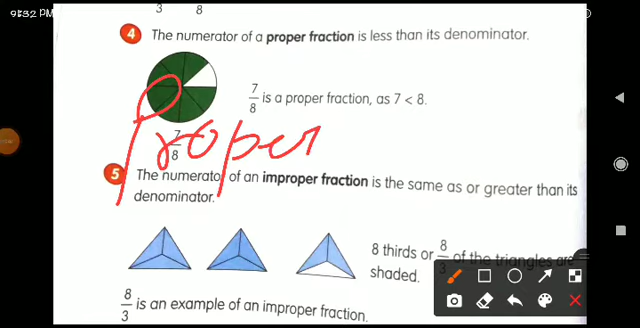 9:32 PM
3 8
4 The numerator of a proper fraction is less than its denominator.
7/8 is a proper fraction, as 7 < 8.
7/8
Proper
5 The numerator of an improper fraction is the same as or greater than its
denominator.
8 thirds or 8/3 of the triangles are
shaded.
8/3 is an example of an improper fraction.